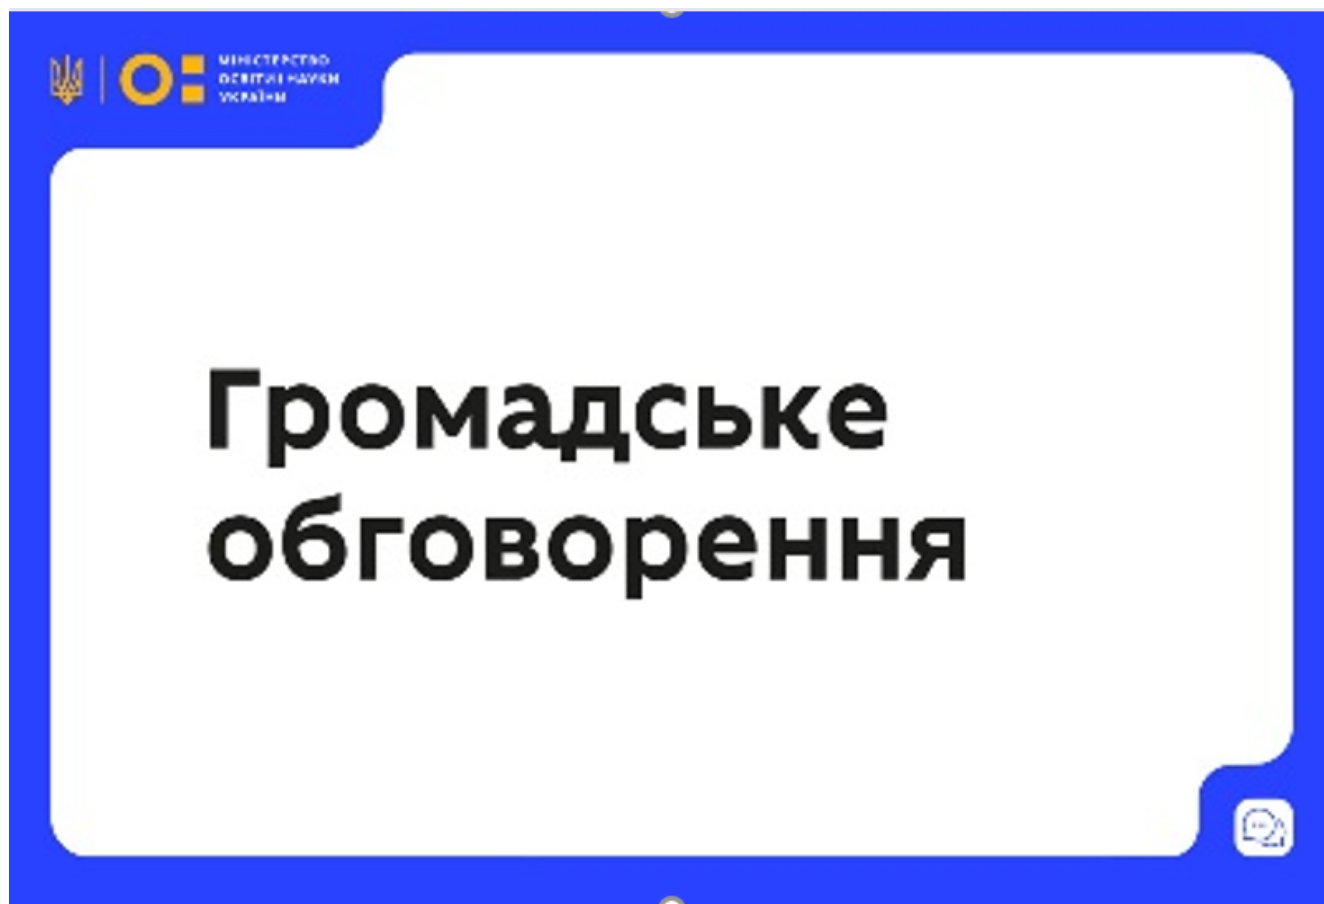 МІНІСТЕРСТВО
ОСВІТИ І НАУКИ
УКРАЇНИ
Громадське
обговорення